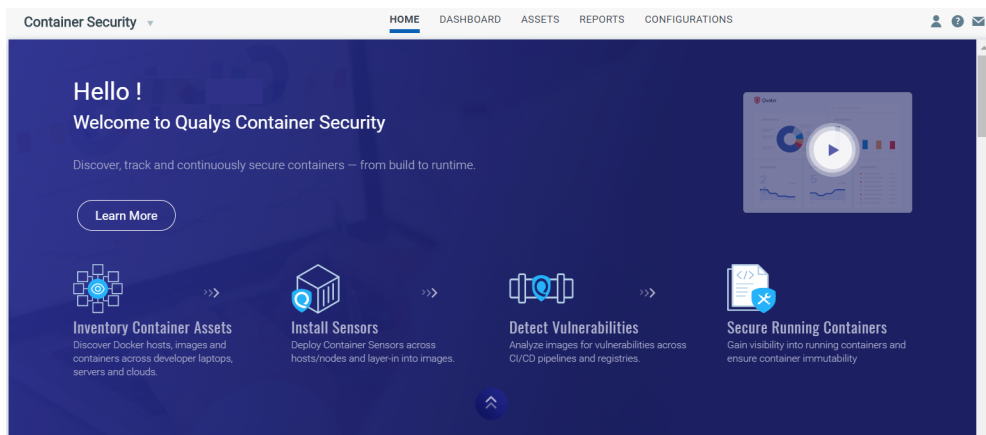 Container Security
HOME DASHBOARD ASSETS REPORTS CONFIGURATIONS
Hello !
Welcome to Qualys Container Security
Discover, track and continuously secure containers — from build to runtime.
Learn More
Qualys
Inventory Container Assets
Discover Docker hosts, images and
containers across developer laptops,
servers and clouds.
Install Sensors
Deploy Container Sensors across
hosts/nodes and layer-in into images.
Detect Vulnerabilities
Analyze images for vulnerabilities across
CI/CD pipelines and registries.
Secure Running Containers
Gain visibility into running containers and
ensure container immutability